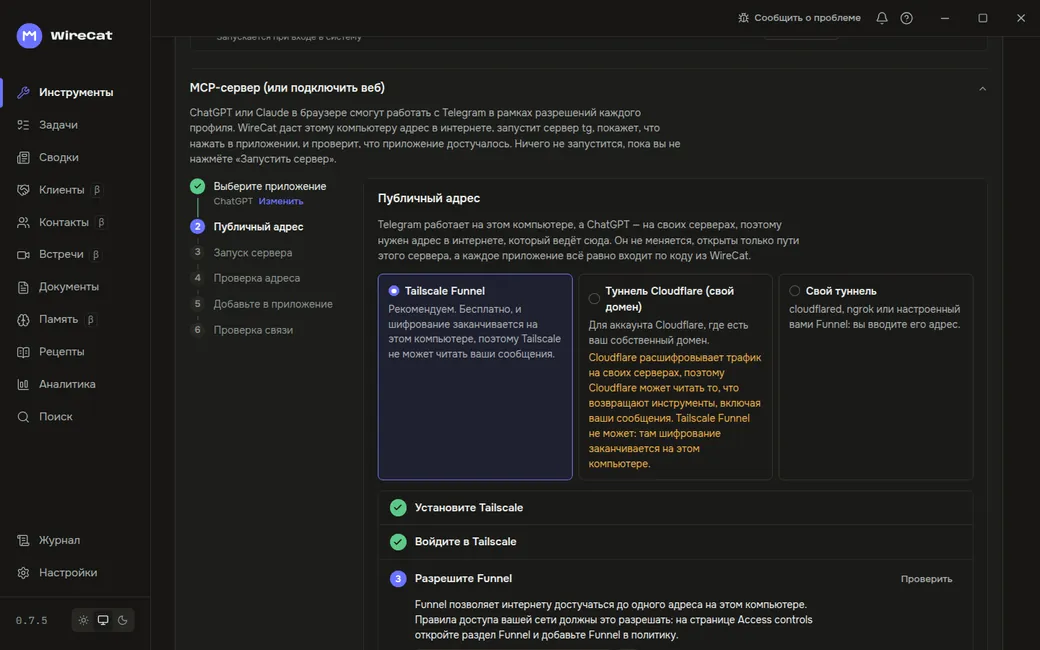 WireCat
Сообщить о проблеме
Инструменты
Задачи
Сводки
Клиенты β
Контакты β
Встречи β
Документы
Память β
Рецепты
Аналитика
Поиск
Журнал
Настройки
0.7.5
Запускается при входе в систему
MCP-сервер (или подключить веб)
ChatGPT или Claude в браузере смогут работать с Telegram в рамках разрешений каждого
профиля. WireCat даст этому компьютеру адрес в интернете, запустит сервер tg, покажет, что
нажать в приложении, и проверит, что приложение достучалось. Ничего не запустится, пока вы не
нажмёте «Запустить сервер».
Выберите приложение
ChatGPT Изменить
2 Публичный адрес
3 Запуск сервера
4 Проверка адреса
5 Добавьте в приложение
6 Проверка связи
Публичный адрес
Telegram работает на этом компьютере, а ChatGPT — на своих серверах, поэтому
нужен адрес в интернете, который ведёт сюда. Он не меняется, открыты только пути
этого сервера, а каждое приложение всё равно входит по коду из WireCat.
Tailscale Funnel
Рекомендуем. Бесплатно, и
шифрование заканчивается на
этом компьютере, поэтому Tailscale
не может читать ваши сообщения.
Туннель Cloudflare (свой
домен)
Для аккаунта Cloudflare, где есть
ваш собственный домен.
Cloudflare расшифровывает трафик
на своих серверах, поэтому
Cloudflare может читать то, что
возвращают инструменты, включая
ваши сообщения. Tailscale Funnel
не может: там шифрование
заканчивается на этом
компьютере.
Свой туннель
cloudflared, ngrok или настроенный
вами Funnel: вы вводите его адрес.
Установите Tailscale
Войдите в Tailscale
3 Разрешите Funnel
Проверить
Funnel позволяет интернету достучаться до одного адреса на этом компьютере.
Правила доступа вашей сети должны это разрешать: на странице Access controls
откройте раздел Funnel и добавьте Funnel в политику.